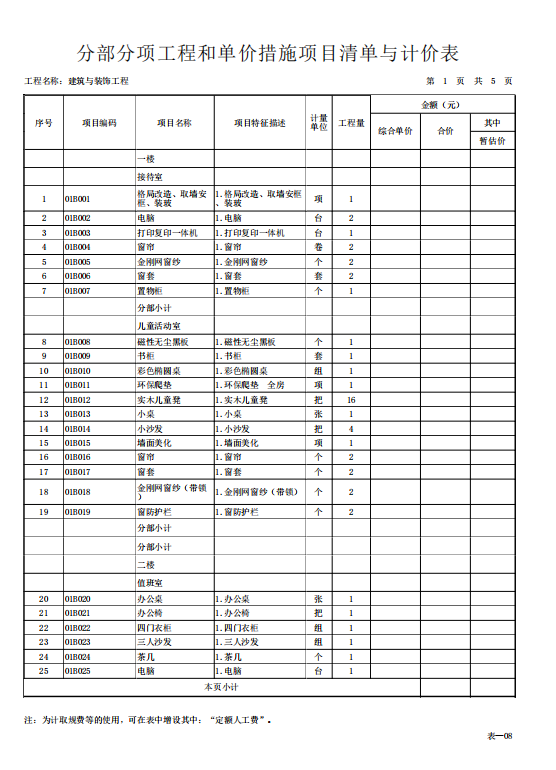 分部分项工程和单价措施项目清单与计价表
工程名称：建筑与装饰工程 第 1 页 共 5 页
序号 项目编码 项目名称 项目特征描述 计量单位 工程量 金额（元）
综合单价 合价 其中
暂估价
一楼
接待室
1 01B001 格局改造、取墙安框、装玻 1.格局改造、取墙安框、装玻 项 1
2 01B002 电脑 1.电脑 台 2
3 01B003 打印复印一体机 1.打印复印一体机 台 1
4 01B004 窗帘 1.窗帘 卷 2
5 01B005 金刚网窗纱 1.金刚网窗纱 个 2
6 01B006 窗套 1.窗套 套 2
7 01B007 置物柜 1.置物柜 个 1
分部小计
儿童活动室
8 01B008 磁性无尘黑板 1.磁性无尘黑板 个 1
9 01B009 书柜 1.书柜 套 1
10 01B010 彩色椭圆桌 1.彩色椭圆桌 组 1
11 01B011 环保爬垫 1.环保爬垫 全房 项 1
12 01B012 实木儿童凳 1.实木儿童凳 把 16
13 01B013 小桌 1.小桌 张 1
14 01B014 小沙发 1.小沙发 把 4
15 01B015 墙面美化 1.墙面美化 项 1
16 01B016 窗帘 1.窗帘 个 2
17 01B017 窗套 1.窗套 个 2
18 01B018 金刚网窗纱（带锁） 1.金刚网窗纱（带锁） 个 2
19 01B019 窗防护栏 1.窗防护栏 个 2
分部小计
分部小计
二楼
值班室
20 01B020 办公桌 1.办公桌 张 1
21 01B021 办公椅 1.办公椅 把 1
22 01B022 四门衣柜 1.四门衣柜 组 1
23 01B023 三人沙发 1.三人沙发 组 1
24 01B024 茶几 1.茶几 个 1
25 01B025 电脑 1.电脑 台 1
本页小计
注：为计取规费等的使用，可在表中增设其中：“定额人工费”。
表—08